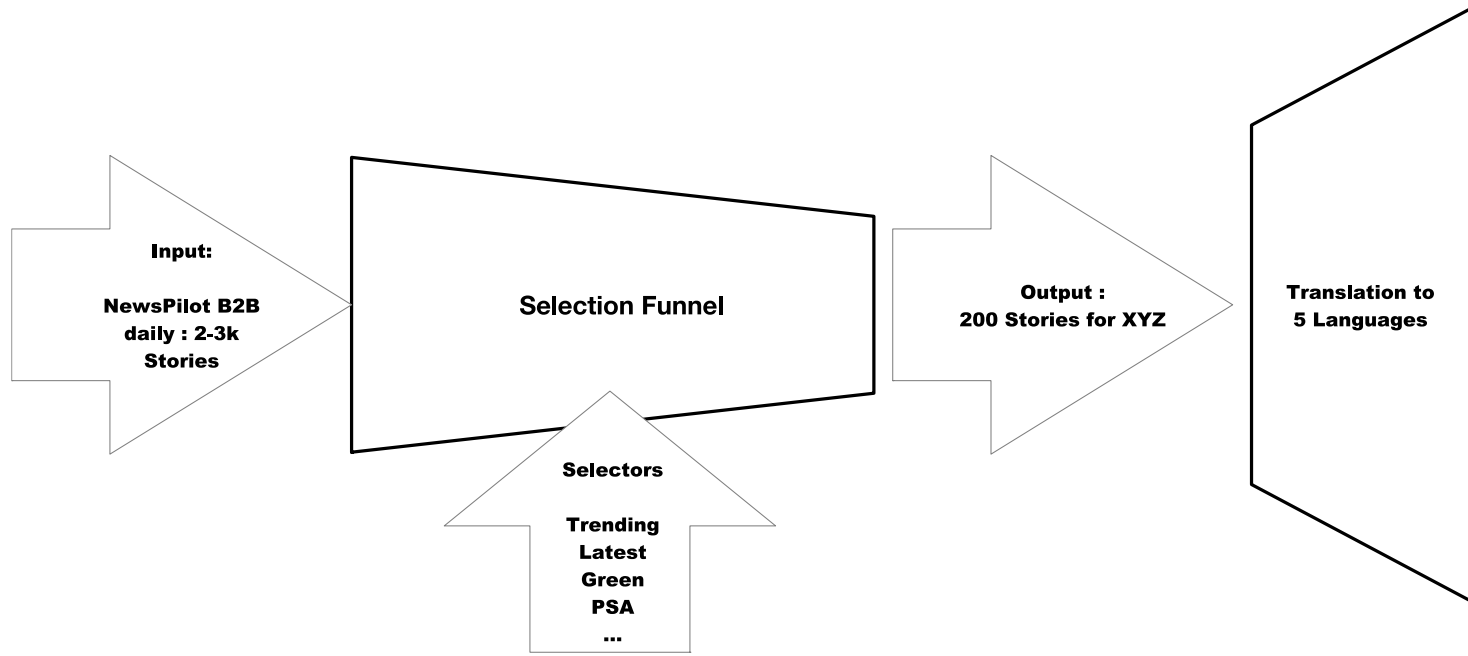 Input:
NewsPilot B2B
daily : 2-3k
Stories
Selection Funnel
Selectors
Trending
Latest
Green
PSA
...
Output :
200 Stories for XYZ
Translation to
5 Languages